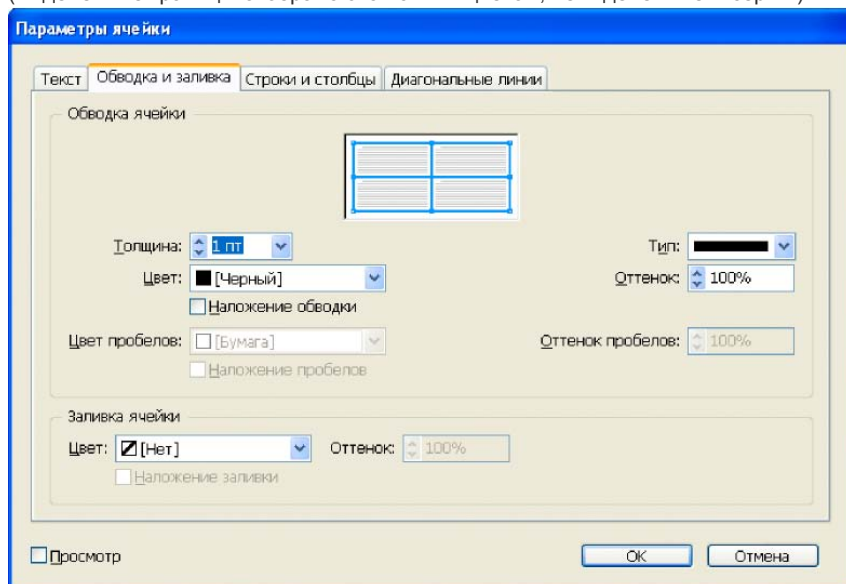 Параметры ячейки
Текст Обводка и заливка Строки и столбцы Диагональные линии
Обводка ячейки
Толщина: 1 пт Тип:
Цвет: [Черный] Оттенок: 100%
Наложение обводки
Цвет пробелов: [Бумага] Оттенок пробелов: 100%
Наложение пробелов
Заливка ячейки
Цвет: [Нет] Оттенок: 100%
Наложение заливки
Просмотр OK Отмена